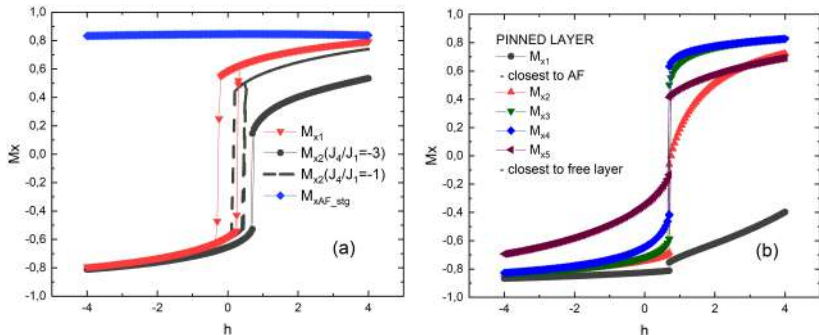 1,0
0,8
0,6
0,4
0,2
0,0
-0,2
-0,4
-0,6
-0,8
-1,0
Mx
-4 -2 0 2 4
h
Mx1
Mx2(J4/J1=-3)
Mx2(J4/J1=-1)
MxAF_stg
(a)
1,0
0,8
0,6
0,4
0,2
0,0
-0,2
-0,4
-0,6
-0,8
-1,0
Mx
-4 -2 0 2 4
h
PINNED LAYER
Mx1
- closest to AF
Mx2
Mx3
Mx4
Mx5
- closest to free layer
(b)